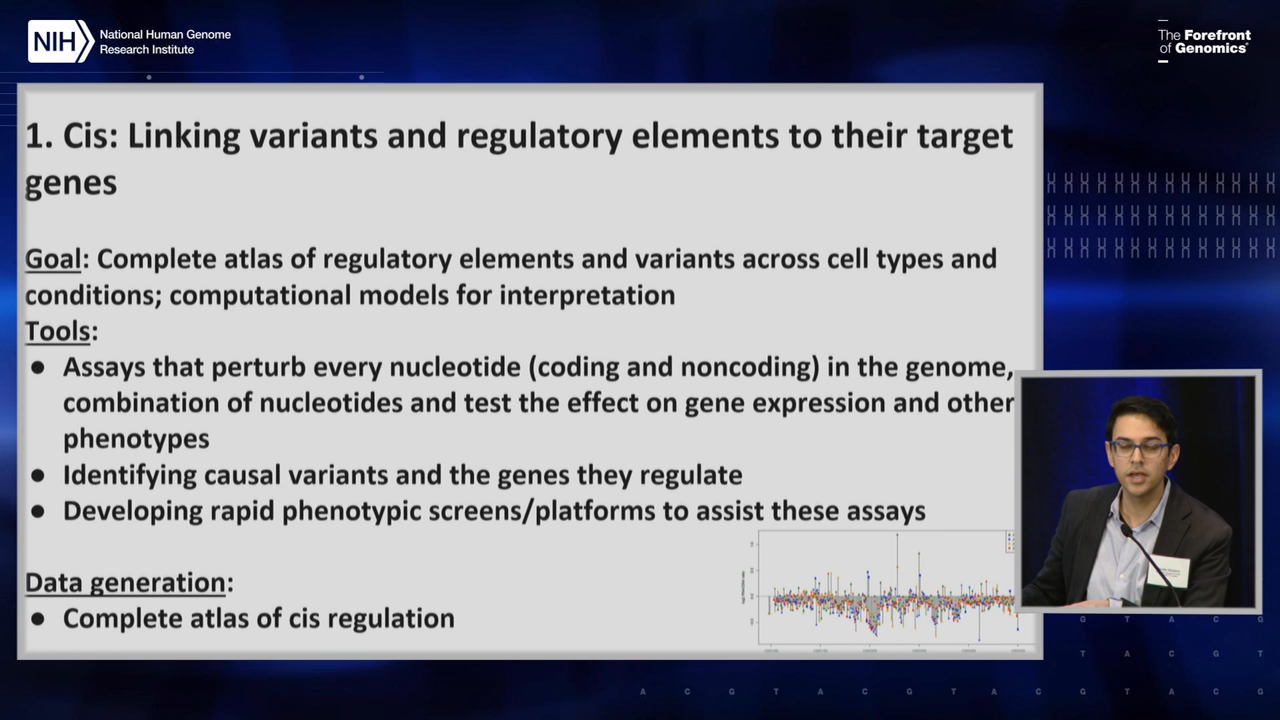 NIH
National Human Genome
Research Institute
The Forefront
of Genomics
1. Cis: Linking variants and regulatory elements to their target
genes
Goal: Complete atlas of regulatory elements and variants across cell types and
conditions; computational models for interpretation
Tools:
● Assays that perturb every nucleotide (coding and noncoding) in the genome,
combination of nucleotides and test the effect on gene expression and other
phenotypes
● Identifying causal variants and the genes they regulate
● Developing rapid phenotypic screens/platforms to assist these assays
Data generation:
● Complete atlas of cis regulation
G T A C G
T A C G T
A C G T A C G T A C G T A C G